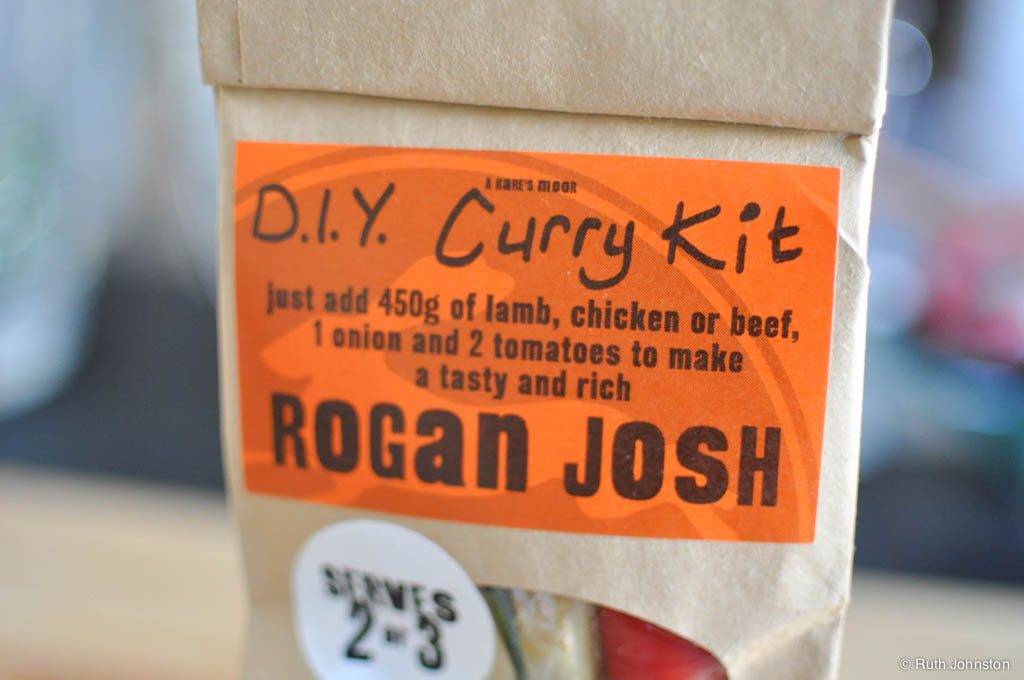 A HARE'S MOOR
D.I.Y. Curry Kit
just add 450g of lamb, chicken or beef,
1 onion and 2 tomatoes to make
a tasty and rich
ROGAN JOSH
SERVES
2 or 3
© Ruth Johnston